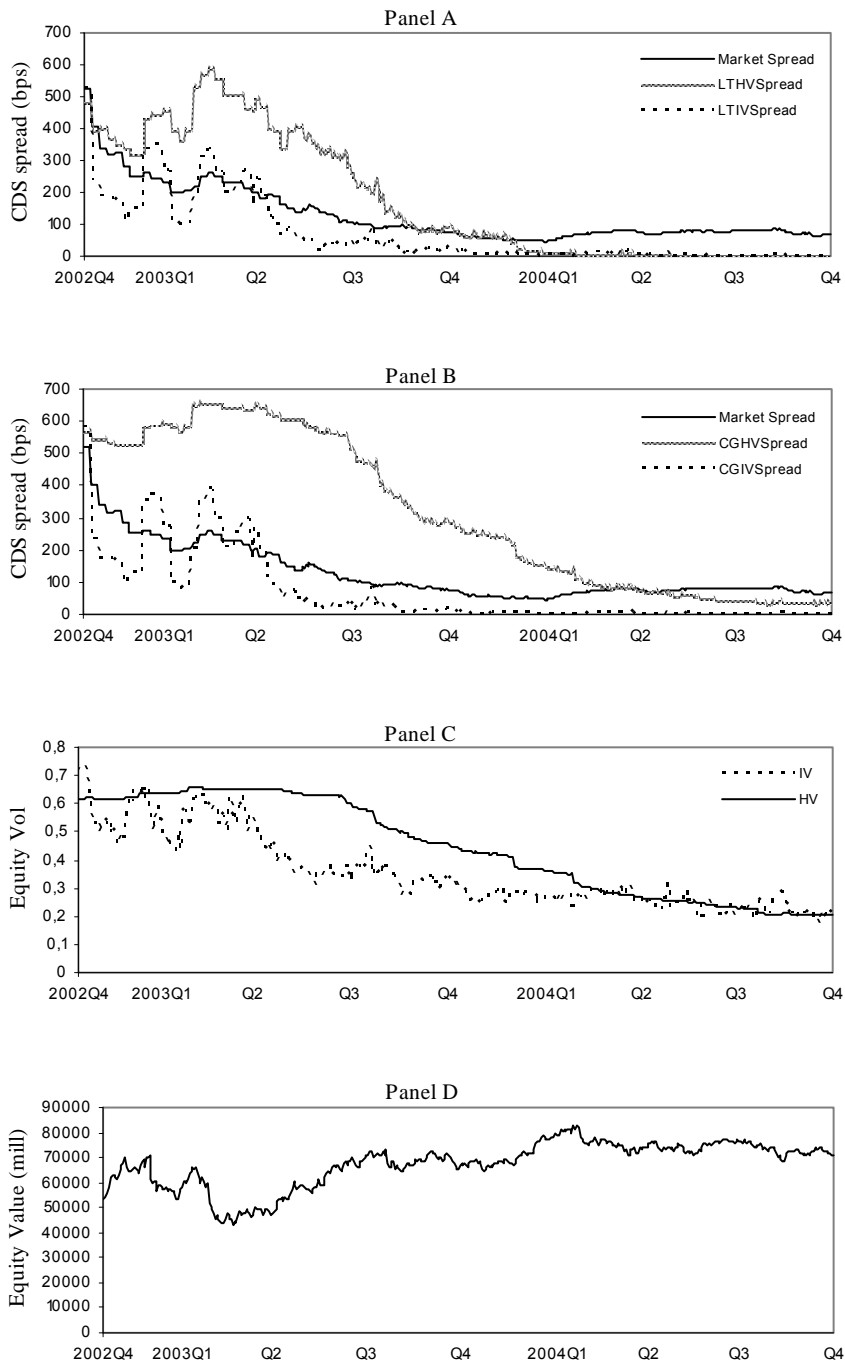 Panel A
CDS spread (bps)
700
600
500
400
300
200
100
0
Market Spread
LTHVSpread
LTIVSpread
2002Q4 2003Q1 Q2 Q3 Q4 2004Q1 Q2 Q3 Q4
Panel B
CDS spread (bps)
700
600
500
400
300
200
100
0
Market Spread
CGHVSpread
CGIVSpread
2002Q4 2003Q1 Q2 Q3 Q4 2004Q1 Q2 Q3 Q4
Panel C
Equity Vol
0,8
0,7
0,6
0,5
0,4
0,3
0,2
0,1
0
IV
HV
2002Q4 2003Q1 Q2 Q3 Q4 2004Q1 Q2 Q3 Q4
Panel D
Equity Value (mill)
90000
80000
70000
60000
50000
40000
30000
20000
10000
0
2002Q4 2003Q1 Q2 Q3 Q4 2004Q1 Q2 Q3 Q4